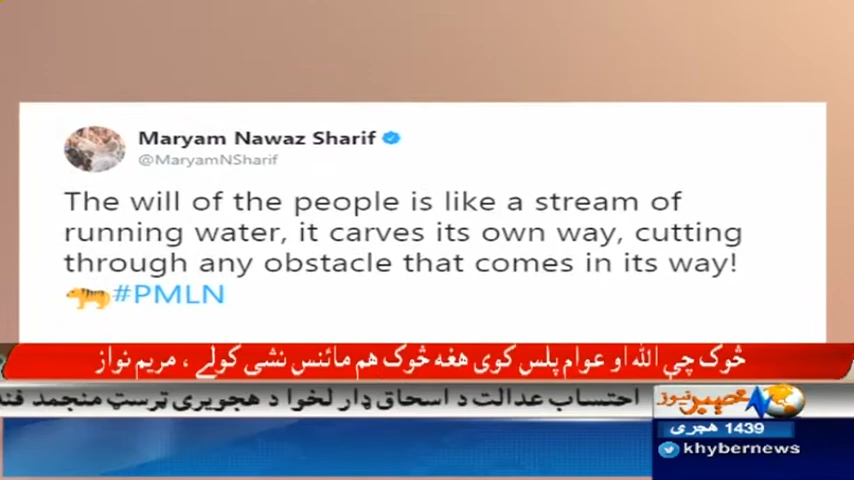 Maryam Nawaz Sharif
@MaryamNSharif
The will of the people is like a stream of
running water, it carves its own way, cutting
through any obstacle that comes in its way!
#PMLN
څوک چې الله او عوام پلس کوی هغه څوک هم مائنس نشی کولے ، مریم نواز
احتساب عدالت د اسحاق ډار لخوا د هجویری ټرسټ منجمد
خیبر نیوز
1439 هجری
khybernews